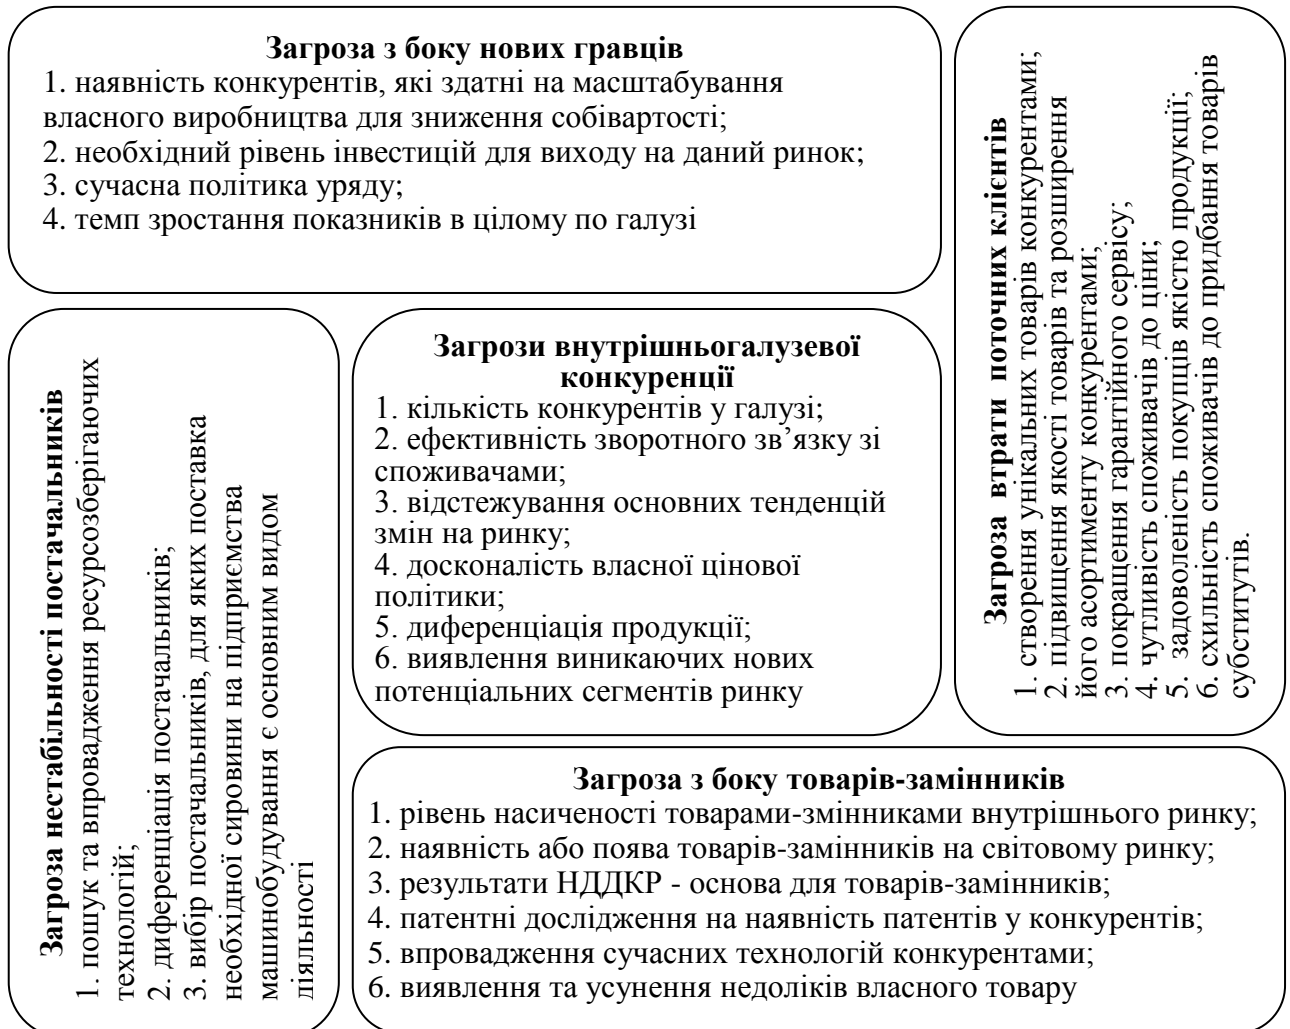 Загроза з боку нових гравців
1. наявність конкурентів, які здатні на масштабування
власного виробництва для зниження собівартості;
2. необхідний рівень інвестицій для виходу на даний ринок;
3. сучасна політика уряду;
4. темп зростання показників в цілому по галузі
Загроза втрати поточних клієнтів
1. створення унікальних товарів конкурентами;
2. підвищення якості товарів та розширення
його асортименту конкурентами;
3. покращення гарантійного сервісу;
4. чутливість споживачів до ціни;
5. задоволеність покупців якістю продукції;
6. схильність споживачів до придбання товарів
субститутів.
Загроза нестабільності постачальників
1. пошук та впровадження ресурсозберігаючих
технологій;
2. диференціація постачальників;
3. вибір постачальників, для яких поставка
необхідної сировини на підприємства
машинобудування є основним видом
діяльності
Загрози внутрішньогалузевої
конкуренції
1. кількість конкурентів у галузі;
2. ефективність зворотного зв’язку зі
споживачами;
3. відстежування основних тенденцій
змін на ринку;
4. досконалість власної цінової
політики;
5. диференціація продукції;
6. виявлення виникаючих нових
потенціальних сегментів ринку
Загроза з боку товарів-замінників
1. рівень насиченості товарами-змінниками внутрішнього ринку;
2. наявність або поява товарів-замінників на світовому ринку;
3. результати НДДКР - основа для товарів-замінників;
4. патентні дослідження на наявність патентів у конкурентів;
5. впровадження сучасних технологій конкурентами;
6. виявлення та усунення недоліків власного товару